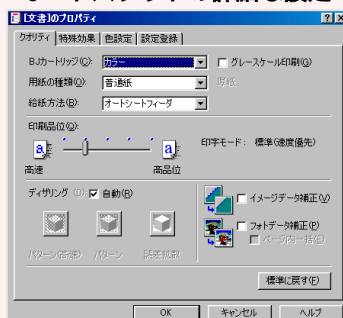 [文書]のプロパティ
クオリティ 特殊効果 色設定 設定登録
BJカートリッジ(C): カラー グレースケール印刷(G)
用紙の種類(Q): 普通紙 厚紙
給紙方法(P): オートシートフィーダ
印刷品位(Q):
印字モード: 標準(速度優先)
高速 高品位
ディザリング 自動(R) イメージデータ補正(V)
フォトデータ補正(P)
ページ内一括(E)
パターン(高速) パターン 誤差拡散
標準に戻す(F)
OK キャンセル ヘルプ